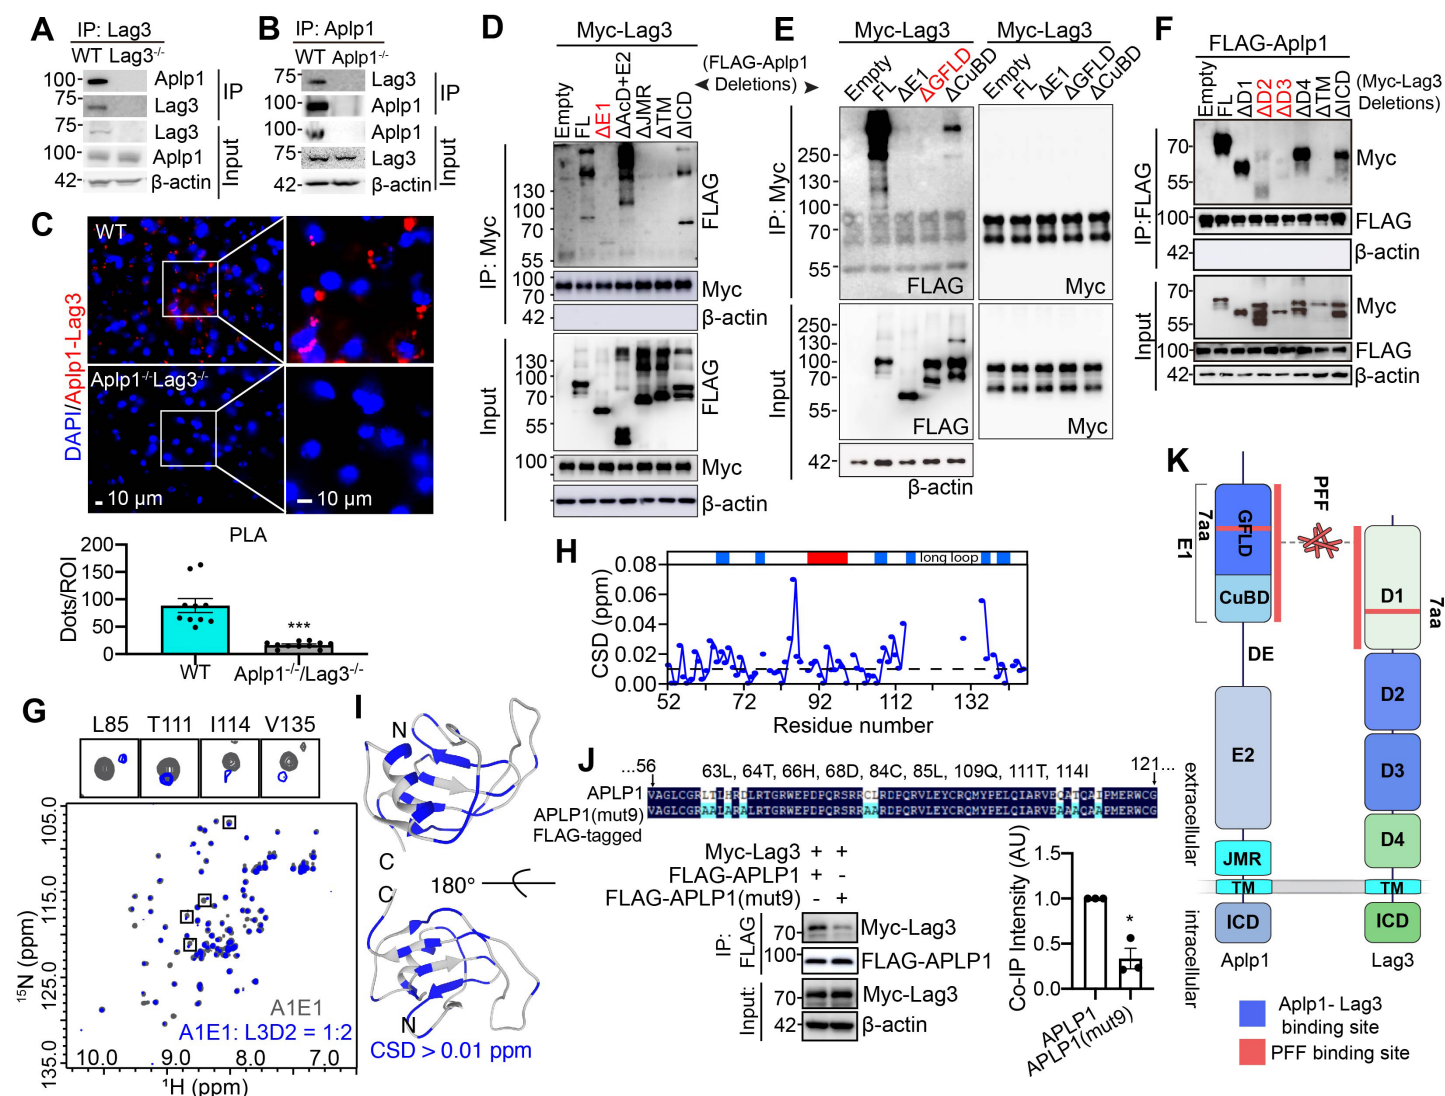 A
IP: Lag3
WT Lag3-/-
100-
75-
75-
100-
42-
Aplp1
Lag3
Lag3
Aplp1
β-actin
IP
Input
B
IP: Aplp1
WT Aplp1-/-
75-
100-
100-
75-
42-
Lag3
Aplp1
Aplp1
Lag3
β-actin
IP
Input
C
WT
Aplp1-/-Lag3-/-
DAPI/Aplp1-Lag3
10 µm
10 µm
PLA
Dots/ROI
200
150
100
50
0
***
WT
Aplp1-/-/Lag3-/-
D
Myc-Lag3
(FLAG-Aplp1
Deletions)
Empty
FL
ΔE1
ΔAcD+E2
ΔJMR
ΔTM
ΔICD
IP: Myc
130
100
70
55
FLAG
100
70
Myc
42
β-actin
Input
130
100
70
55
FLAG
100
Myc
β-actin
E
Myc-Lag3
Myc-Lag3
Empty
FL
ΔE1
ΔGFLD
ΔCuBD
Empty
FL
ΔE1
ΔGFLD
ΔCuBD
IP: Myc
250-
130-
100-
70-
55-
FLAG
Myc
Input
250-
130-
100-
70-
55-
FLAG
Myc
42-
β-actin
F
FLAG-Aplp1
Empty
FL
ΔD1
ΔD2
ΔD3
ΔD4
ΔTM
ΔICD
(Myc-Lag3
Deletions)
IP:FLAG
70-
55-
Myc
100-
FLAG
42-
β-actin
Input
70-
55-
Myc
100-
FLAG
42-
β-actin
G
L85
T111
I114
V135
15N (ppm)
105.0
115.0
125.0
135.0
A1E1
A1E1: L3D2 = 1:2
10.0
9.0
8.0
7.0
1H (ppm)
H
long loop
CSD (ppm)
0.08
0.06
0.04
0.02
0.00
52
72
92
112
132
Residue number
I
N
C
C
180°
N
CSD > 0.01 ppm
J
63L, 64T, 66H, 68D, 84C, 85L, 109Q, 111T, 114I
...56
121...
APLP1
APLP1(mut9)
FLAG-tagged
Myc-Lag3 + +
FLAG-APLP1 + -
FLAG-APLP1(mut9) - +
IP:
FLAG
70-
Myc-Lag3
100-
FLAG-APLP1
Input:
70-
Myc-Lag3
42-
β-actin
Co-IP Intensity (AU)
1.5
1.0
0.5
0.0
*
APLP1
APLP1(mut9)
K
E1
7aa
GFLD
CuBD
PFF
D1
7aa
DE
E2
D2
D3
D4
JMR
TM
TM
ICD
ICD
Aplp1
Lag3
extracellular
intracellular
Aplp1- Lag3
binding site
PFF binding site